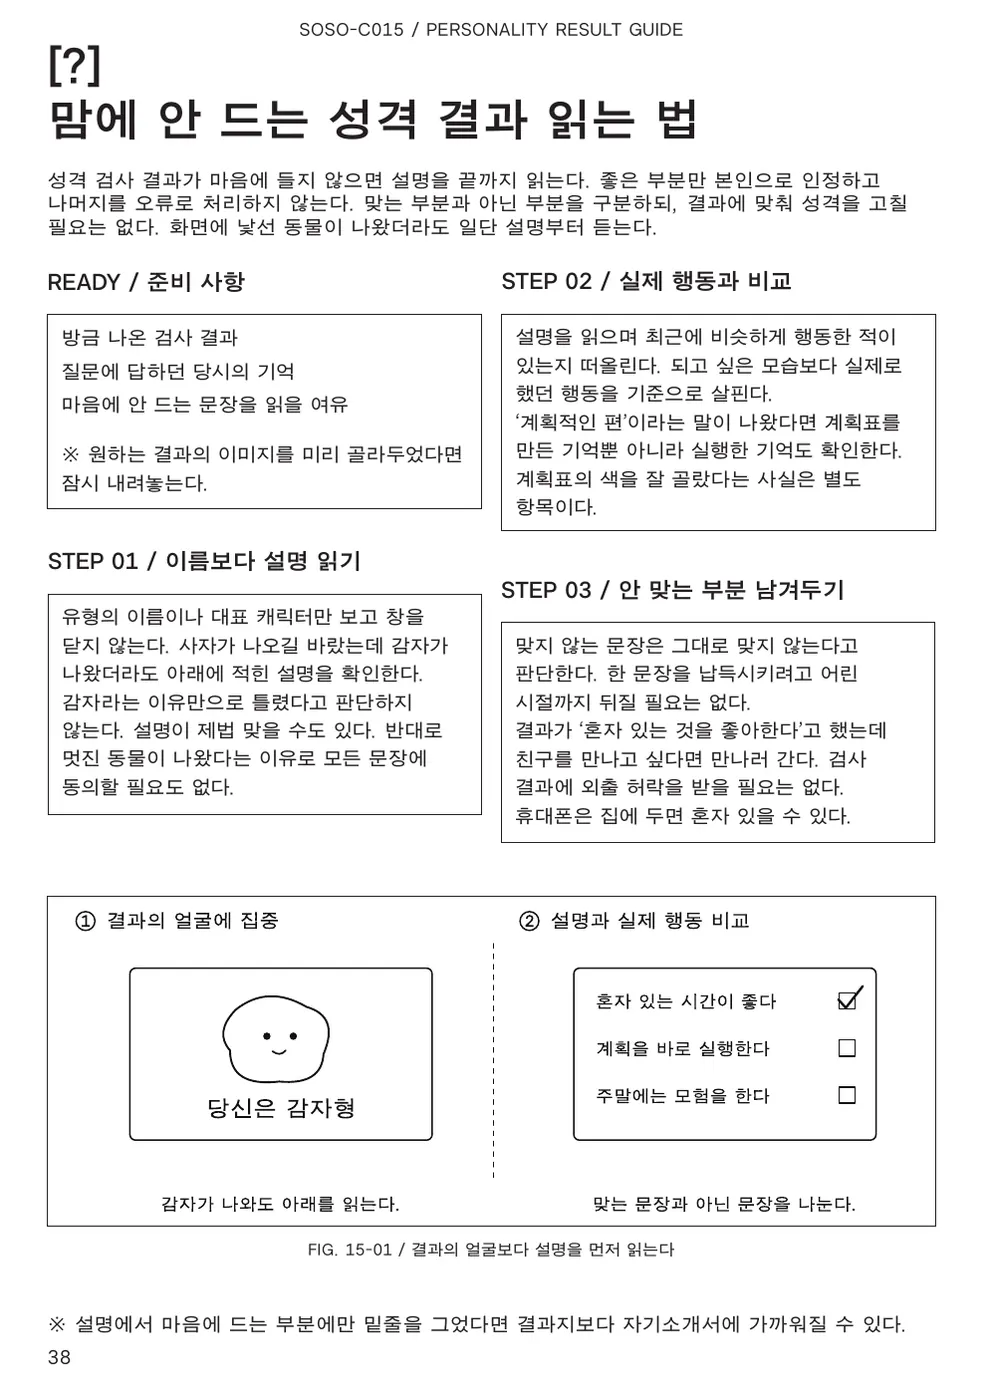 SOSO-C015 / PERSONALITY RESULT GUIDE
[?]
맘에 안 드는 성격 결과 읽는 법
성격 검사 결과가 마음에 들지 않으면 설명을 끝까지 읽는다. 좋은 부분만 본인으로 인정하고
나머지를 오류로 처리하지 않는다. 맞는 부분과 아닌 부분을 구분하되, 결과에 맞춰 성격을 고칠
필요는 없다. 화면에 낯선 동물이 나왔더라도 일단 설명부터 듣는다.
READY / 준비 사항
방금 나온 검사 결과
질문에 답하던 당시의 기억
마음에 안 드는 문장을 읽을 여유
※ 원하는 결과의 이미지를 미리 골라두었다면
잠시 내려놓는다.
STEP 01 / 이름보다 설명 읽기
유형의 이름이나 대표 캐릭터만 보고 창을
닫지 않는다. 사자가 나오길 바랐는데 감자가
나왔더라도 아래에 적힌 설명을 확인한다.
감자라는 이유만으로 틀렸다고 판단하지
않는다. 설명이 제법 맞을 수도 있다. 반대로
멋진 동물이 나왔다는 이유로 모든 문장에
동의할 필요도 없다.
STEP 02 / 실제 행동과 비교
설명을 읽으며 최근에 비슷하게 행동한 적이
있는지 떠올린다. 되고 싶은 모습보다 실제로
했던 행동을 기준으로 살핀다.
‘계획적인 편’이라는 말이 나왔다면 계획표를
만든 기억뿐 아니라 실행한 기억도 확인한다.
계획표의 색을 잘 골랐다는 사실은 별도
항목이다.
STEP 03 / 안 맞는 부분 남겨두기
맞지 않는 문장은 그대로 맞지 않는다고
판단한다. 한 문장을 납득시키려고 어린
시절까지 뒤질 필요는 없다.
결과가 ‘혼자 있는 것을 좋아한다’고 했는데
친구를 만나고 싶다면 만나러 간다. 검사
결과에 외출 허락을 받을 필요는 없다.
휴대폰은 집에 두면 혼자 있을 수 있다.
① 결과의 얼굴에 집중
당신은 감자형
감자가 나와도 아래를 읽는다.
② 설명과 실제 행동 비교
혼자 있는 시간이 좋다
계획을 바로 실행한다
주말에는 모험을 한다
맞는 문장과 아닌 문장을 나눈다.
FIG. 15-01 / 결과의 얼굴보다 설명을 먼저 읽는다
※ 설명에서 마음에 드는 부분에만 밑줄을 그었다면 결과지보다 자기소개서에 가까워질 수 있다.
38